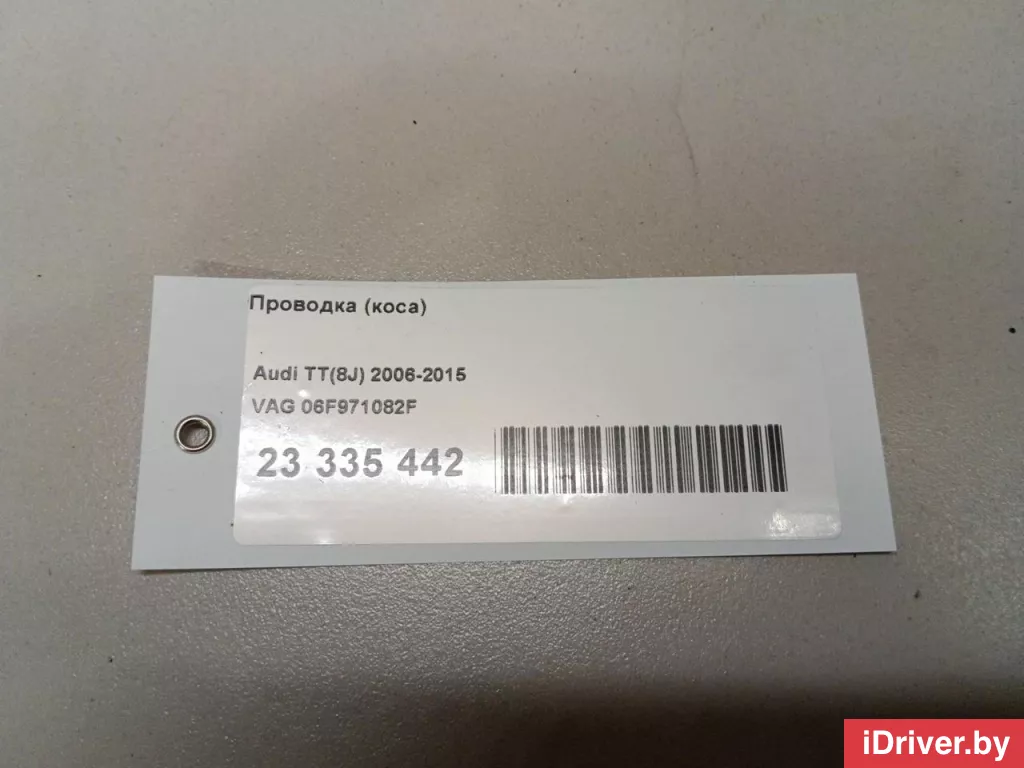 Проводка (коса)
Audi TT(8J) 2006-2015
VAG 06F971082F
23 335 442
iDriver.by